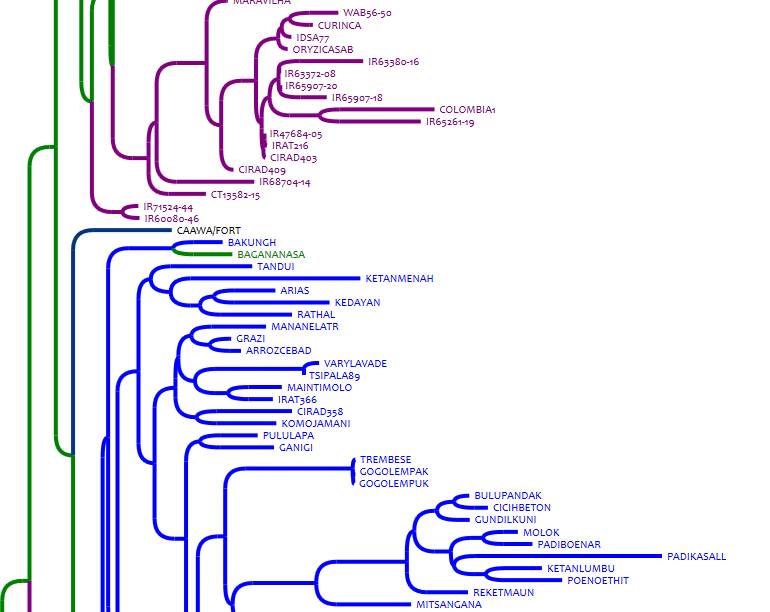 MARAVILHA
WAB56-50
CURINCA
IDSA77
ORYZICASAB
IR63380-16
IR63372-08
IR65907-20
IR65907-18
COLOMBIA1
IR65261-19
IR47684-05
IRAT216
CIRAD403
CIRAD409
IR68704-14
CT13582-15
IR71524-44
IR60080-46
CAAWA/FORT
BAKUNGH
BAGANANASA
TANDUI
KETANMENAH
ARIAS
KEDAYAN
RATHAL
MANANELATR
GRAZI
ARROZCEBAD
VARYLAVADE
TSIPALA89
MAINTIMOLO
IRAT366
CIRAD358
KOMOJAMANI
PULULAPA
GANIGI
TREMBESE
GOGOLEMPAK
GOGOLEMPUK
BULUPANDAK
CICIHBETON
GUNDILKUNI
MOLOK
PADIBOENAR
PADIKASALL
KETANLUMBU
POENOETHIT
REKETMAUN
MITSANGANA